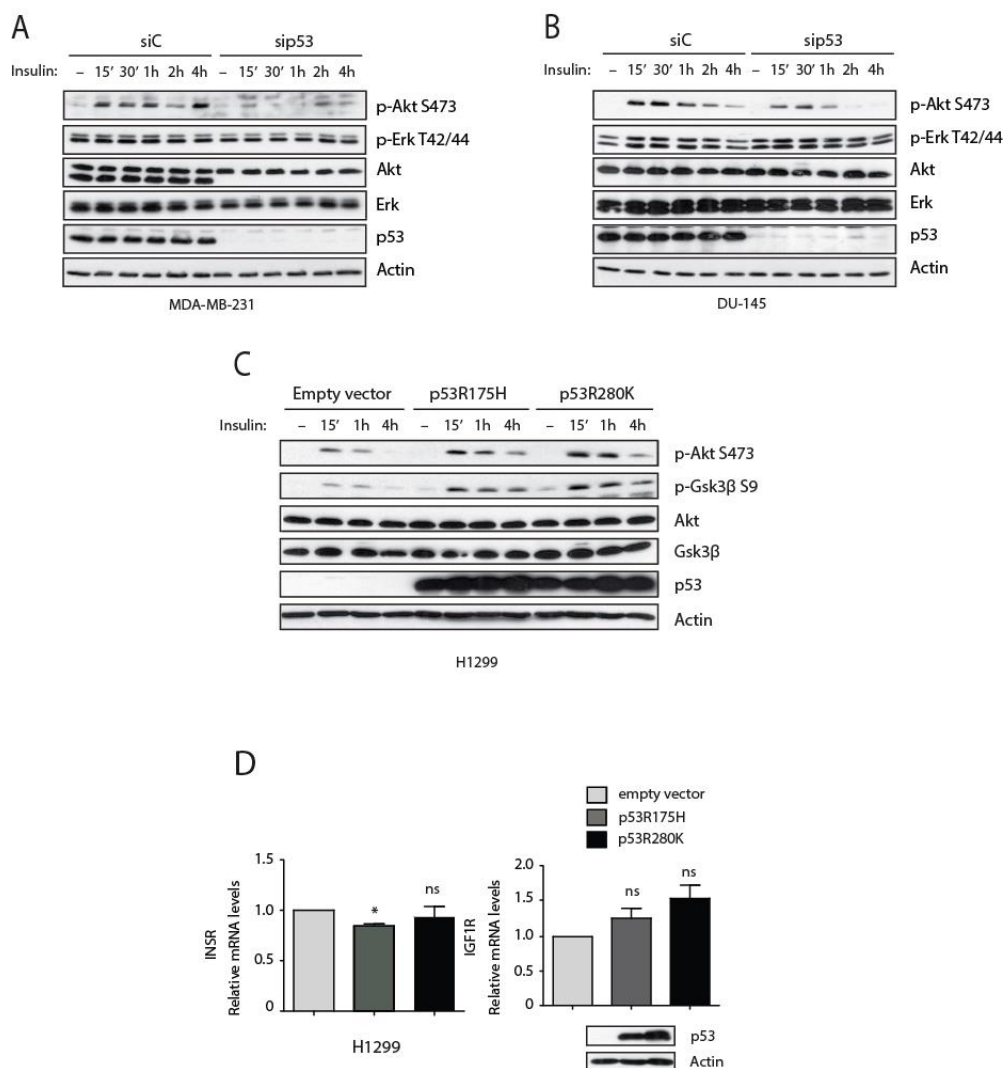 A
siC sip53
Insulin: – 15' 30' 1h 2h 4h – 15' 30' 1h 2h 4h
p-Akt S473
p-Erk T42/44
Akt
Erk
p53
Actin
MDA-MB-231
B
siC sip53
Insulin: – 15' 30' 1h 2h 4h – 15' 30' 1h 2h 4h
p-Akt S473
p-Erk T42/44
Akt
Erk
p53
Actin
DU-145
C
Empty vector p53R175H p53R280K
Insulin: – 15' 1h 4h – 15' 1h 4h – 15' 1h 4h
p-Akt S473
p-Gsk3β S9
Akt
Gsk3β
p53
Actin
H1299
D
empty vector
p53R175H
p53R280K
INSR
Relative mRNA levels
1.5
1.0
0.5
0
* ns
H1299
IGF1R
Relative mRNA levels
2.0
1.5
1.0
0.5
0
ns ns
p53
Actin